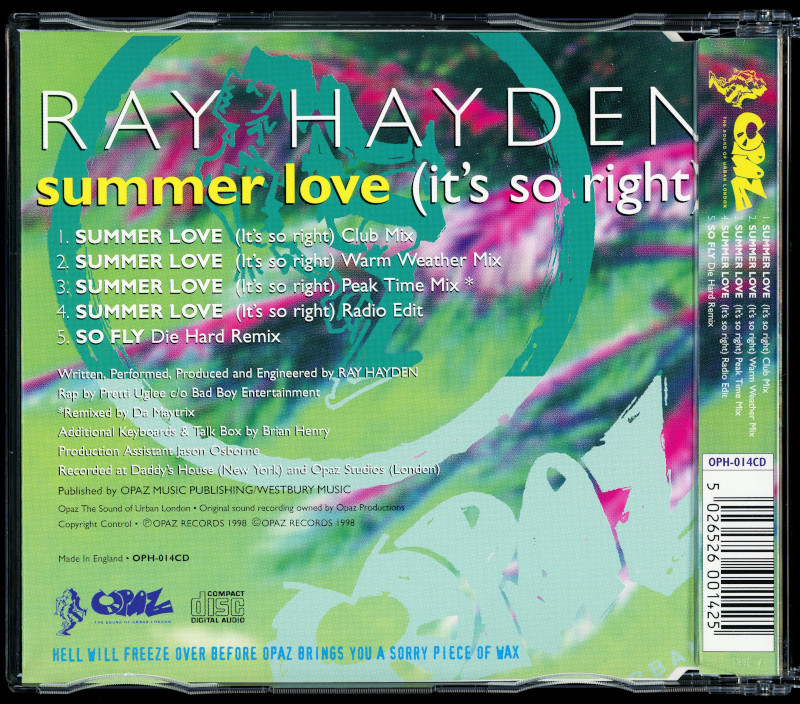 RAY HAYDEN
summer love (it's so right)
1. SUMMER LOVE (It's so right) Club Mix
2. SUMMER LOVE (It's so right) Warm Weather Mix
3. SUMMER LOVE (It's so right) Peak Time Mix *
4. SUMMER LOVE (It's so right) Radio Edit
5. SO FLY Die Hard Remix
Written, Performed, Produced and Engineered by RAY HAYDEN
Rap by Pretti Uglee c/o Bad Boy Entertainment
*Remixed by Da Maytrix
Additional Keyboards & Talk Box by Brian Henry
Production Assistant Jason Osborne
Recorded at Daddy's House (New York) and Opaz Studios (London)
Published by OPAZ MUSIC PUBLISHING/WESTBURY MUSIC
Opaz The Sound of Urban London • Original sound recording owned by Opaz Productions
Copyright Control • ℗OPAZ RECORDS 1998 ©OPAZ RECORDS 1998
Made In England • OPH-014CD
OPAZ
THE SOUND OF URBAN LONDON
COMPACT
disc
DIGITAL AUDIO
HELL WILL FREEZE OVER BEFORE OPAZ BRINGS YOU A SORRY PIECE OF WAX
OPAZ
THE SOUND OF URBAN LONDON
1. SUMMER LOVE (It's so right) Club Mix
2. SUMMER LOVE (It's so right) Warm Weather Mix
3. SUMMER LOVE (It's so right) Peak Time Mix
4. SUMMER LOVE (It's so right) Radio Edit
5. SO FLY Die Hard Remix
OPH-014CD
5 026526 001425